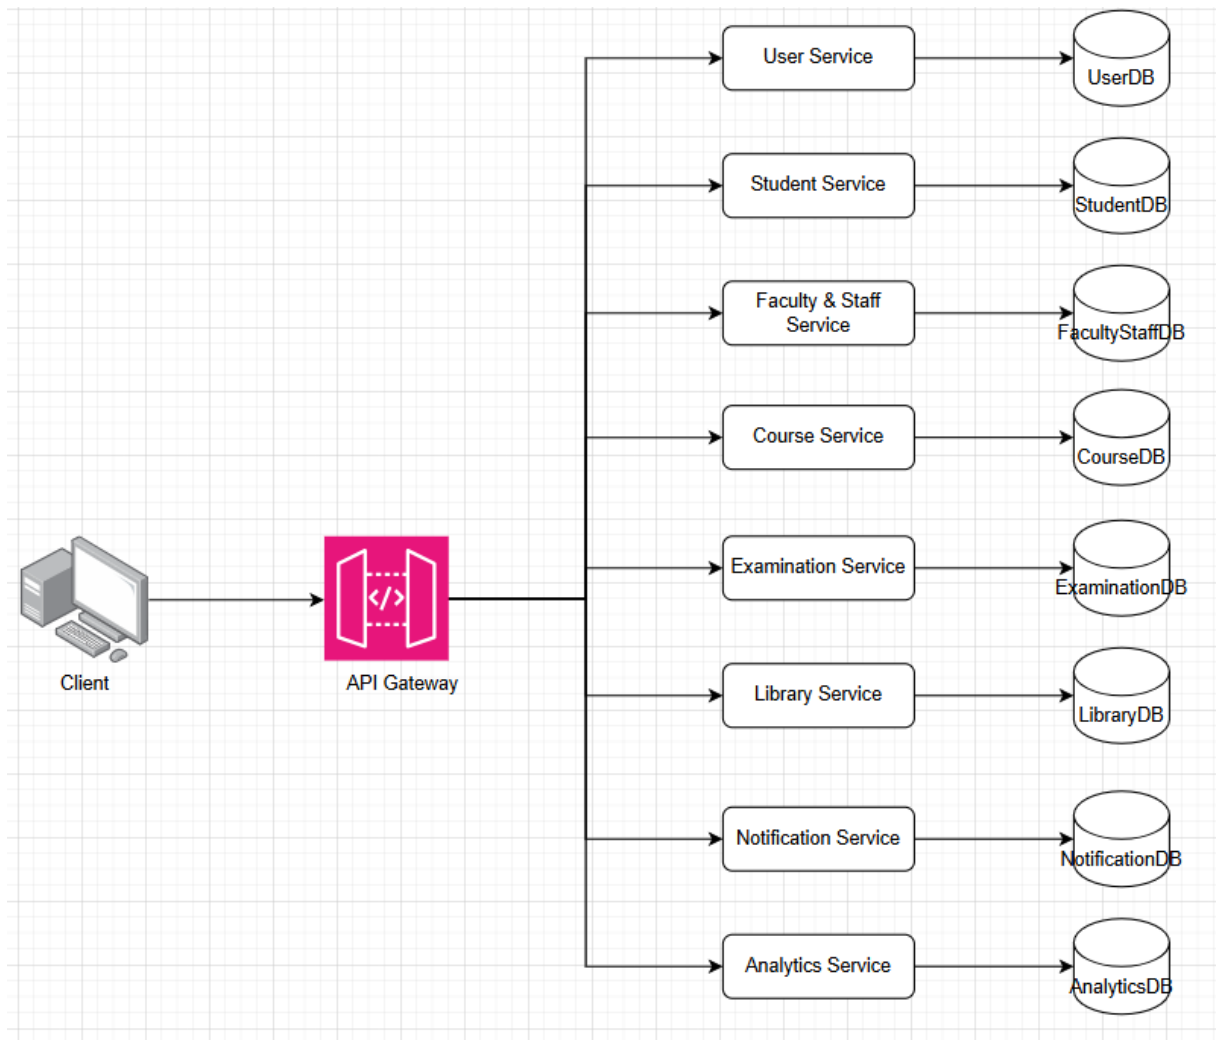 User Service
UserDB
Student Service
StudentDB
Faculty & Staff
Service
FacultyStaffDB
Course Service
CourseDB
Examination Service
ExaminationDB
</>
Client
API Gateway
Library Service
LibraryDB
Notification Service
NotificationDB
Analytics Service
AnalyticsDB